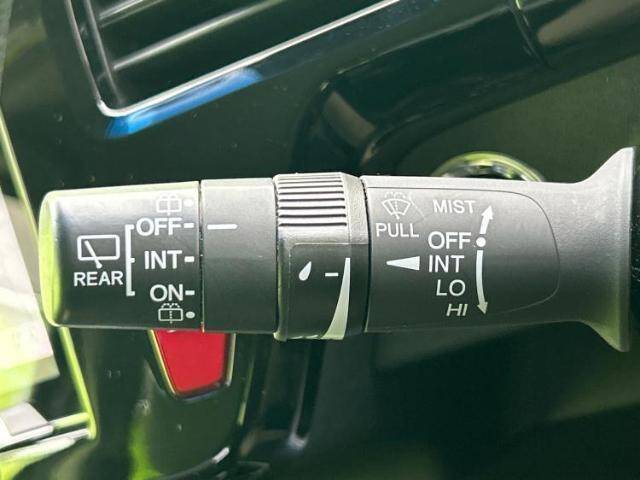 REAR
OFF
INT
ON
PULL
MIST
OFF
INT
LO
HI